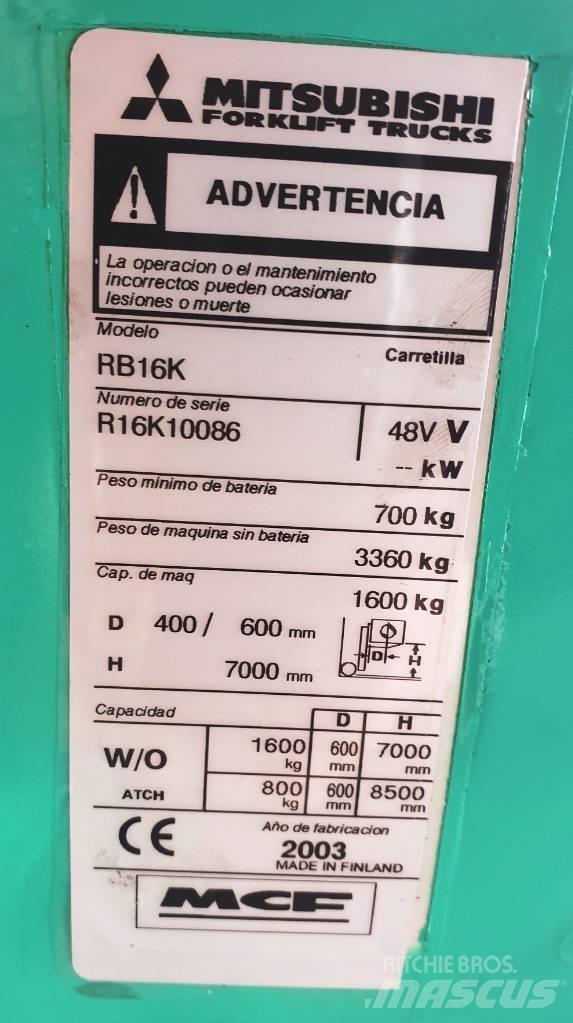 MITSUBISHI
FORKLIFT TRUCKS
ADVERTENCIA
La operacion o el mantenimiento
incorrectos pueden ocasionar
lesiones o muerte
Modelo
Carretilla
RB16K
Numero de serie
R16K10086
48V V
-- kW
Peso minimo de bateria
700 kg
Peso de maquina sin bateria
3360 kg
Cap. de maq
1600 kg
D 400 / 600 mm
H 7000 mm
D H
Capacidad D H
W/O 1600 kg 600 mm 7000 mm
ATCH 800 kg 600 mm 8500 mm
CE
Año de fabricacion
2003
MADE IN FINLAND
MCF
RITCHIE BROS.
MASCUS